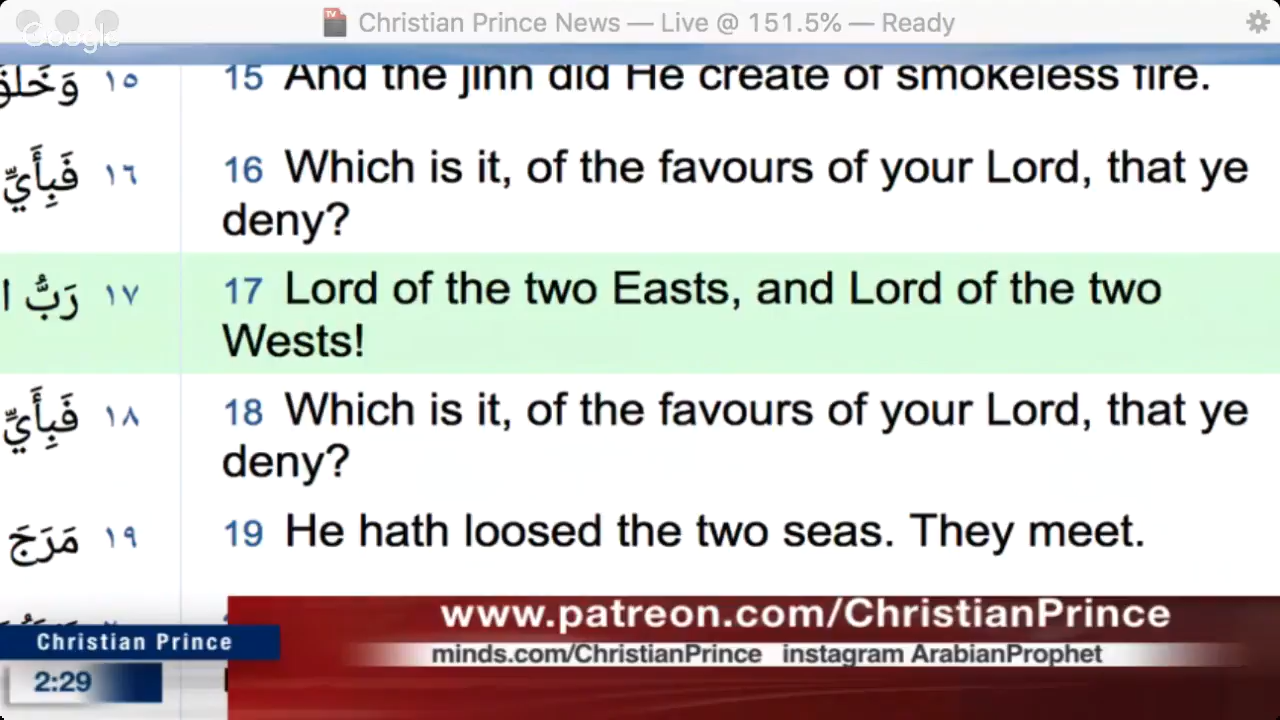 Christian Prince News — Live @ 151.5% — Ready
Google
١٥ وَخَلَقَ
15 And the jinn did He create of smokeless fire.
١٦ فَبِأَيِّ
16 Which is it, of the favours of your Lord, that ye
deny?
١٧ رَبُّ
17 Lord of the two Easts, and Lord of the two
Wests!
١٨ فَبِأَيِّ
18 Which is it, of the favours of your Lord, that ye
deny?
١٩ مَرَجَ
19 He hath loosed the two seas. They meet.
www.patreon.com/ChristianPrince
Christian Prince
minds.com/ChristianPrince instagram ArabianProphet
2:29